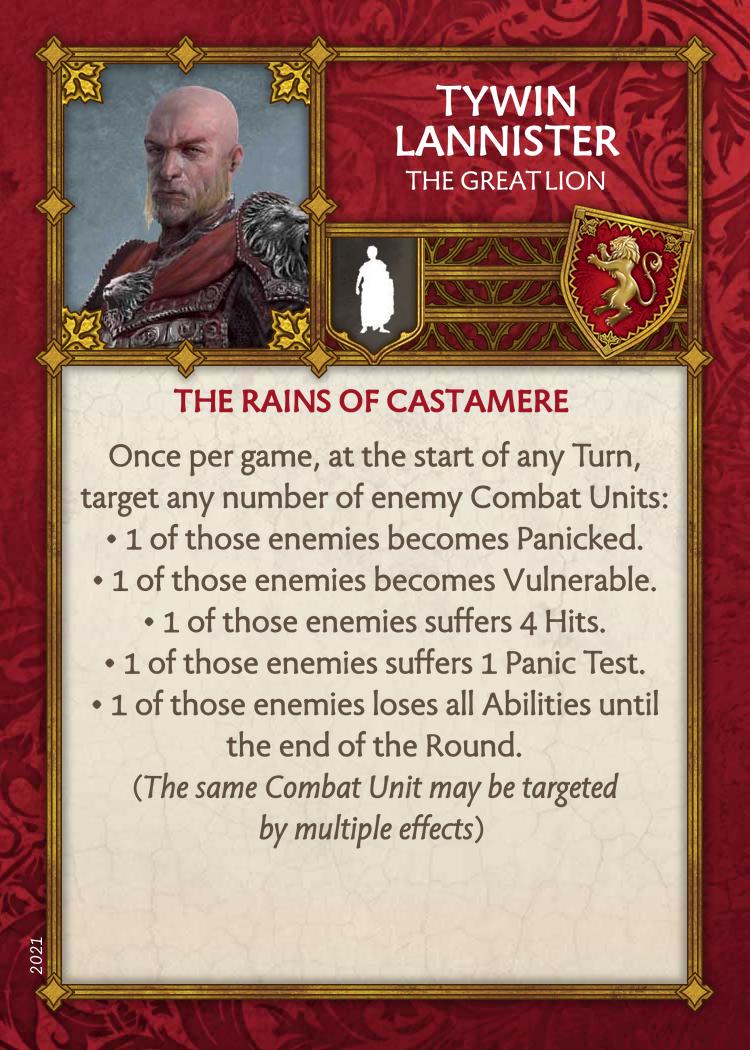 TYWIN
LANNISTER
THE GREAT LION
THE RAINS OF CASTAMERE
Once per game, at the start of any Turn,
target any number of enemy Combat Units:
• 1 of those enemies becomes Panicked.
• 1 of those enemies becomes Vulnerable.
• 1 of those enemies suffers 4 Hits.
• 1 of those enemies suffers 1 Panic Test.
• 1 of those enemies loses all Abilities until
the end of the Round.
(The same Combat Unit may be targeted
by multiple effects)
2021